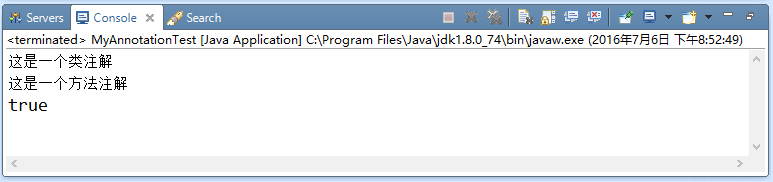 Servers Console Search
<terminated> MyAnnotationTest [Java Application] C:\Program Files\Java\jdk1.8.0_74\bin\javaw.exe (2016年7月6日 下午8:52:49)
这是一个类注解
这是一个方法注解
true